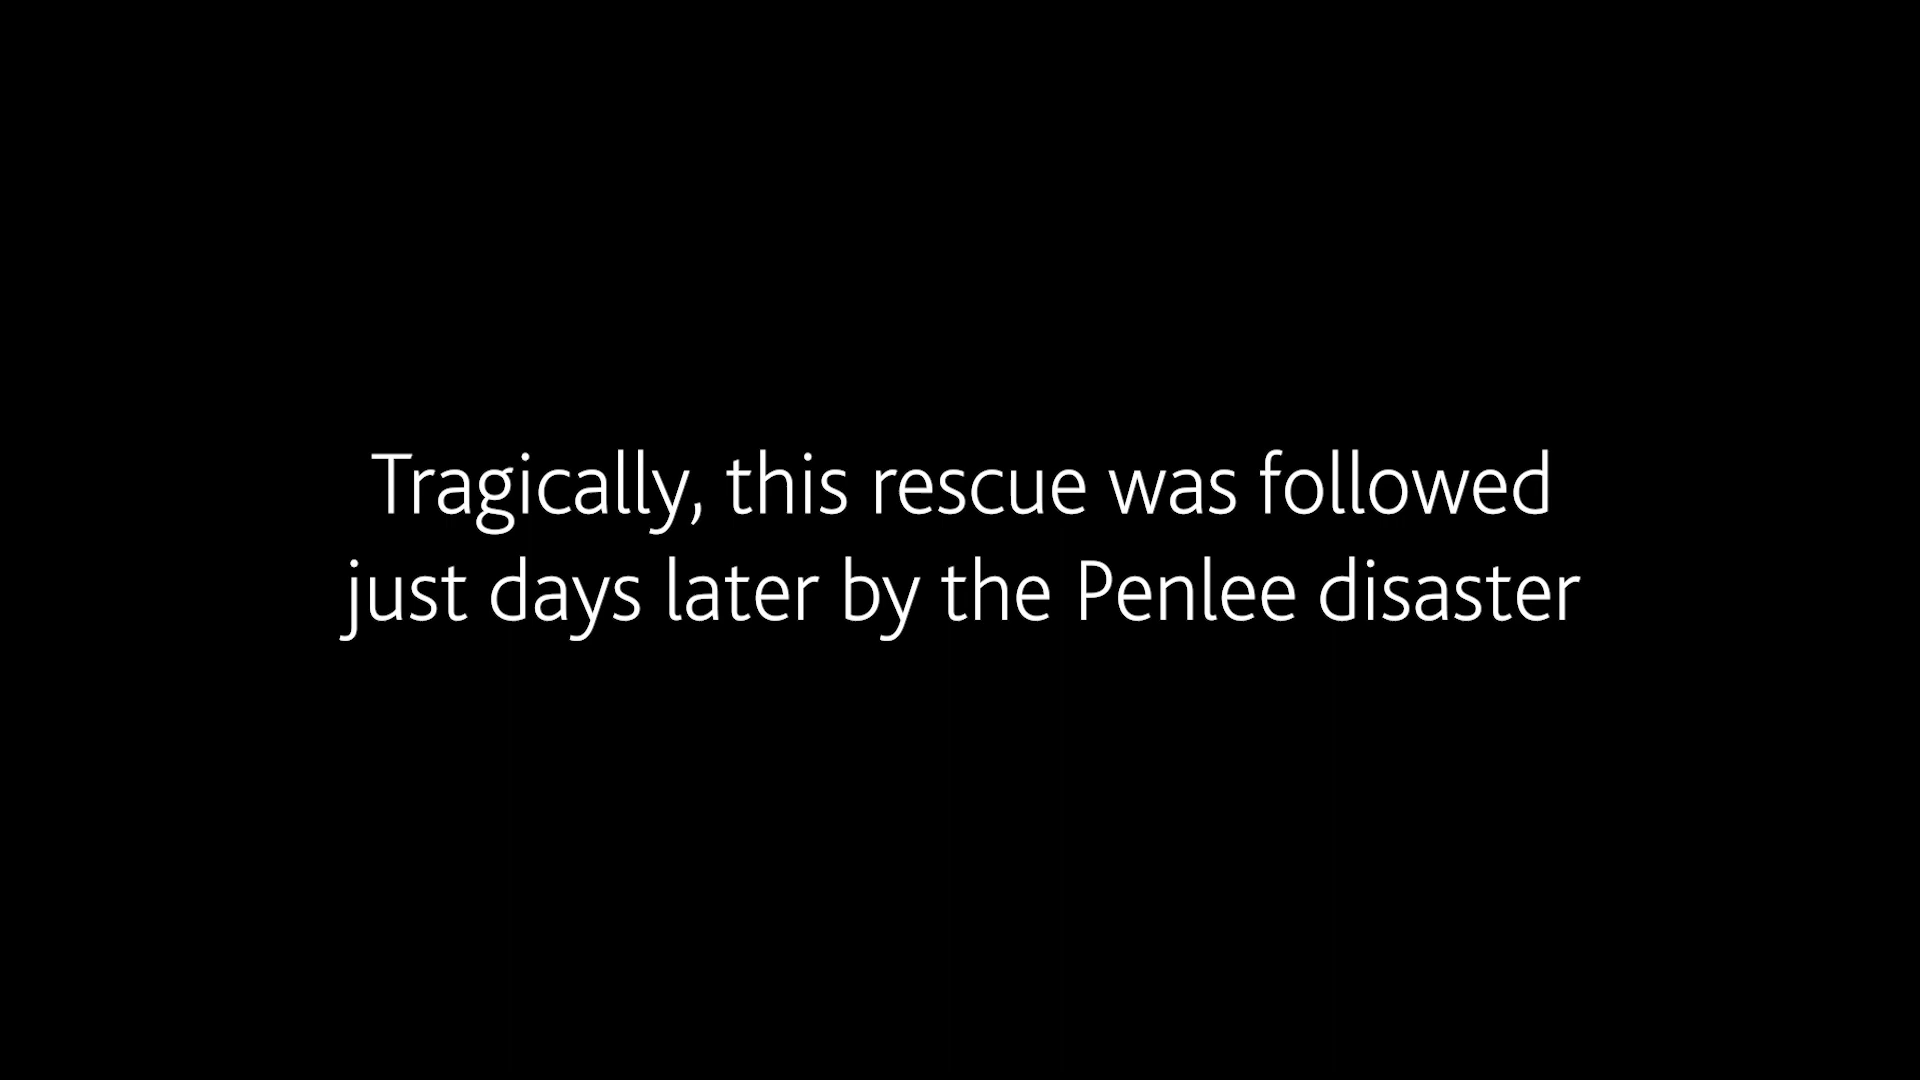 Tragically, this rescue was followed
just days later by the Penlee disaster